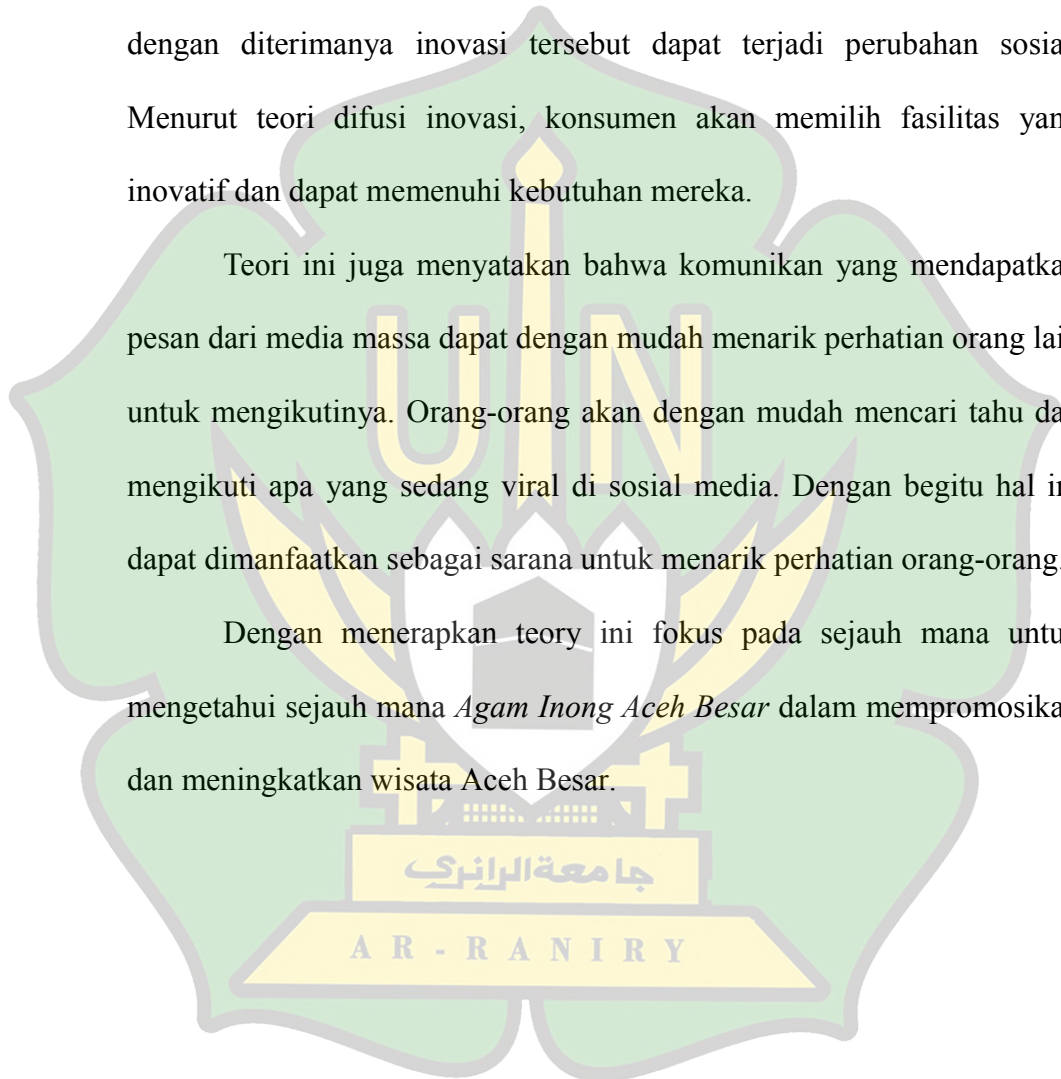 dengan diterimanya inovasi tersebut dapat terjadi perubahan sosia
Menurut teori difusi inovasi, konsumen akan memilih fasilitas yan
inovatif dan dapat memenuhi kebutuhan mereka.
Teori ini juga menyatakan bahwa komunikan yang mendapatka
pesan dari media massa dapat dengan mudah menarik perhatian orang lai
untuk mengikutinya. Orang-orang akan dengan mudah mencari tahu da
mengikuti apa yang sedang viral di sosial media. Dengan begitu hal in
dapat dimanfaatkan sebagai sarana untuk menarik perhatian orang-orang.
Dengan menerapkan teory ini fokus pada sejauh mana untu
mengetahui sejauh mana Agam Inong Aceh Besar dalam mempromosika
dan meningkatkan wisata Aceh Besar.
UIN
جامعةالرانري
AR-RANIRY